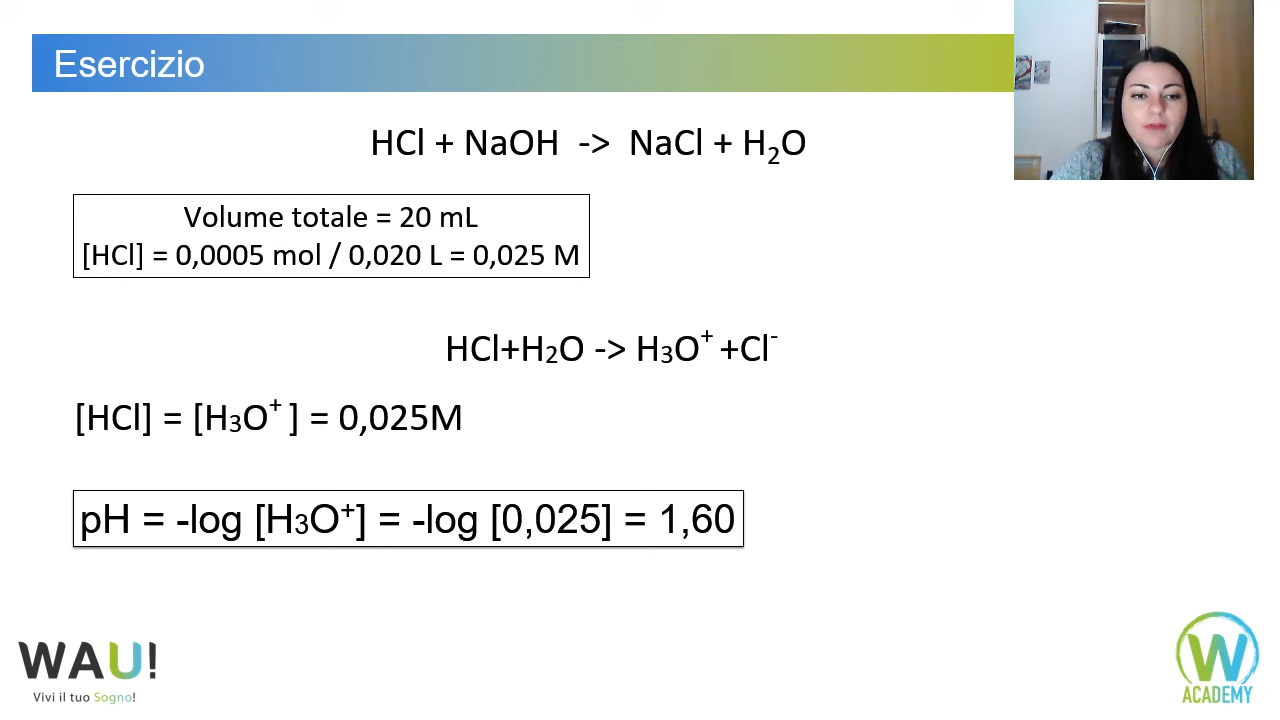 Esercizio
HCl + NaOH -> NaCl + H₂O
Volume totale = 20 mL
[HCl] = 0,0005 mol / 0,020 L = 0,025 M
HCl+H₂O -> H₃O⁺ +Cl⁻
[HCl] = [H₃O⁺ ] = 0,025M
pH = -log [H₃O⁺] = -log [0,025] = 1,60
WAU!
Vivi il tuo Sogno!
W
ACADEMY